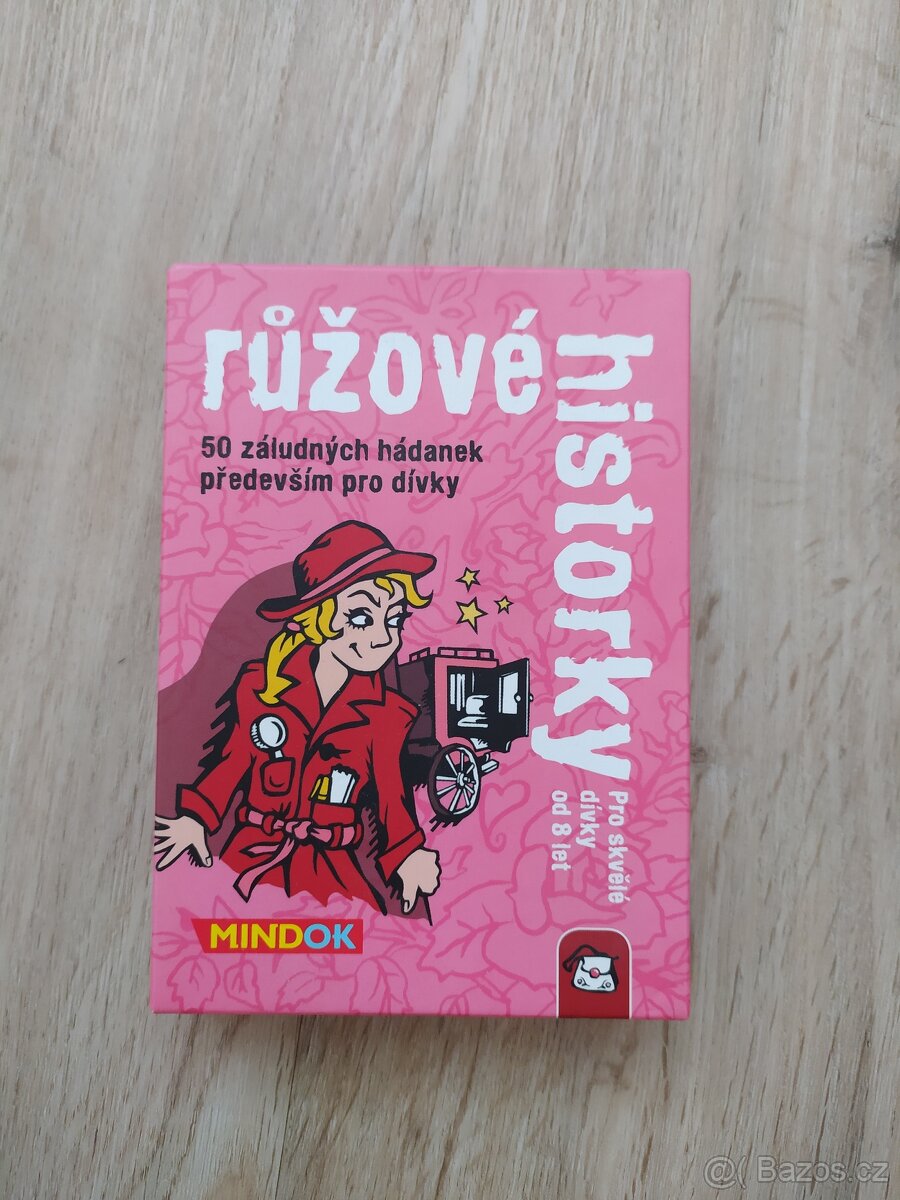 růžové
historky
50 záludných hádanek
především pro dívky
Pro skvělé
dívky
od 8 let
MINDOK
@( Bazos.cz